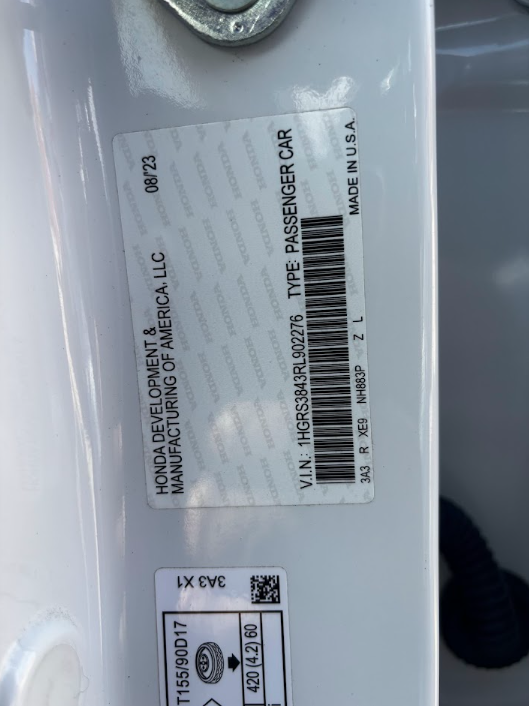 HONDA DEVELOPMENT &
MANUFACTURING OF AMERICA, LLC
08/'23
V.I.N.: 1HGRS3843RL902276 TYPE: PASSENGER CAR
3A3 R XE9 NH883P Z L
MADE IN U.S.A.
3A3 X1
T155/90D17
420 (4.2) 60